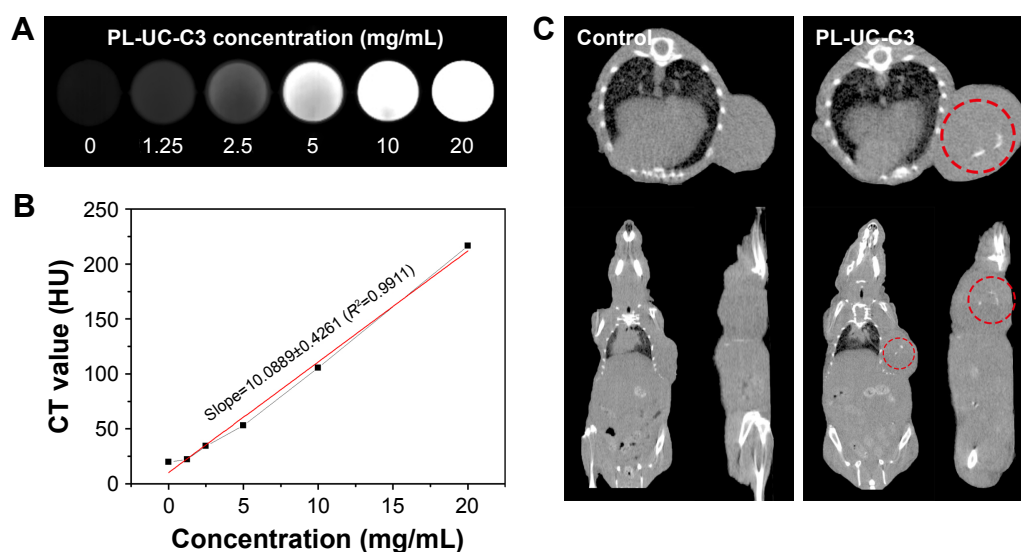 A
PL-UC-C3 concentration (mg/mL)
0 1.25 2.5 5 10 20
B
250
200
150
100
50
0
CT value (HU)
Slope=10.0889±0.4261 (R²=0.9911)
0 5 10 15 20
Concentration (mg/mL)
C
Control
PL-UC-C3